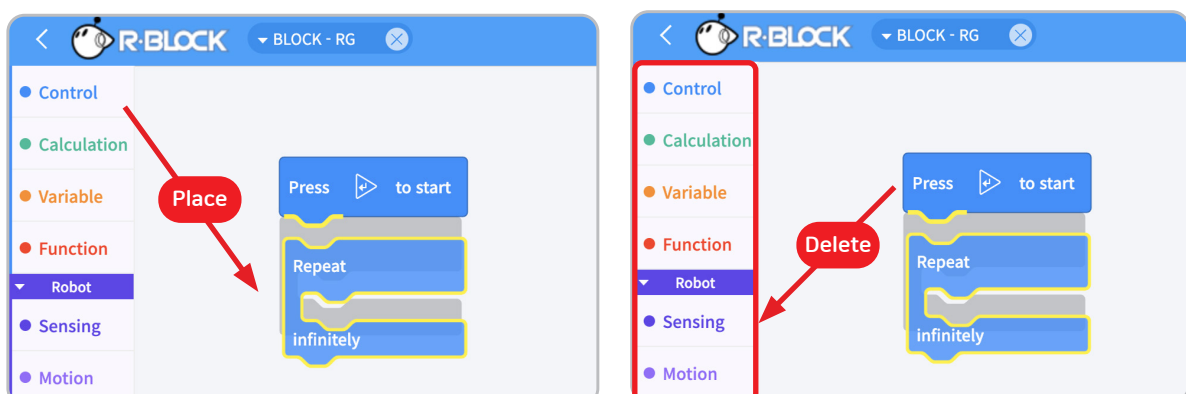 R·BLOCK
BLOCK - RG
Control
Calculation
Variable
Function
Robot
Sensing
Motion
Place
Press to start
Repeat
infinitely
R·BLOCK
BLOCK - RG
Control
Calculation
Variable
Function
Robot
Sensing
Motion
Delete
Press to start
Repeat
infinitely